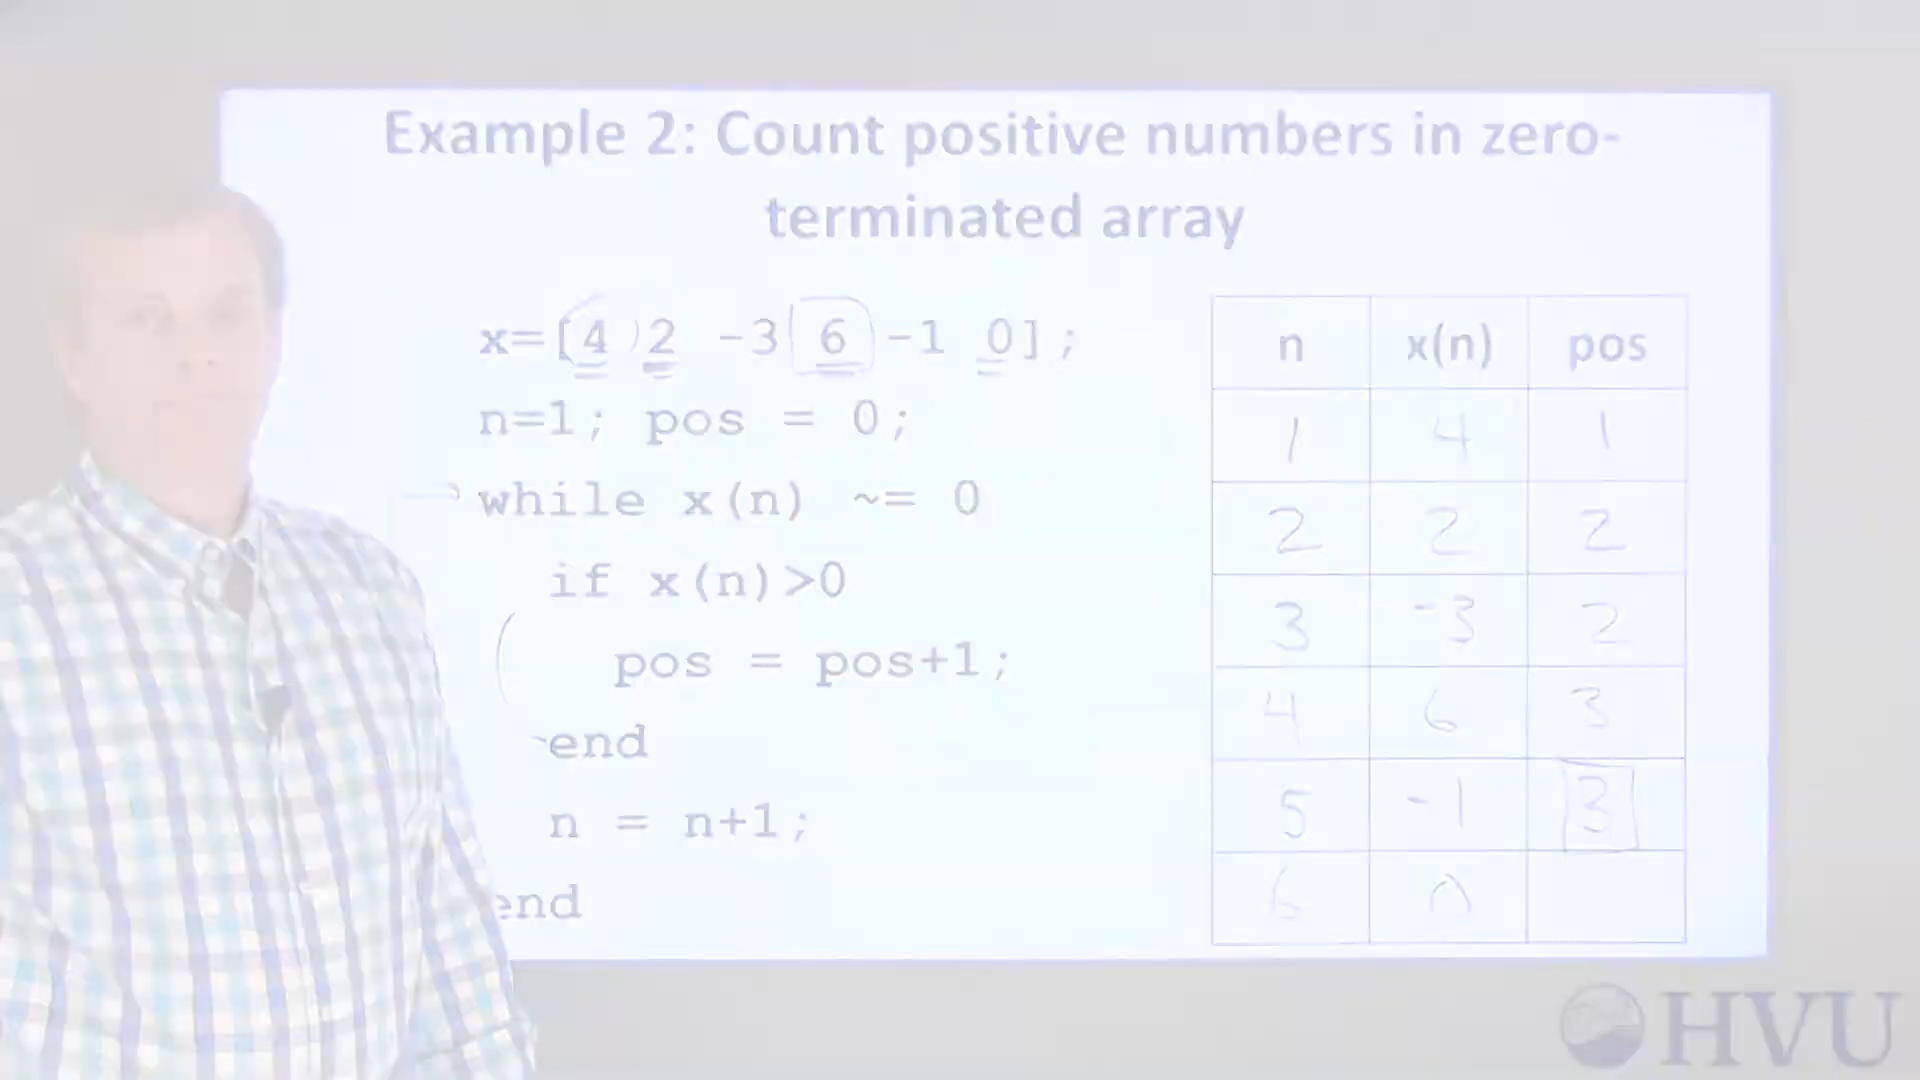 Example 2: Count positive numbers in zero-
terminated array
x=[4 2 -3 6 -1 0];
n=1; pos = 0;
while x(n) ~= 0
if x(n)>0
pos = pos+1;
end
n = n+1;
end
n x(n) pos
1 4 1
2 2 2
3 -3 2
4 6 3
5 -1 3
6 0
HVU